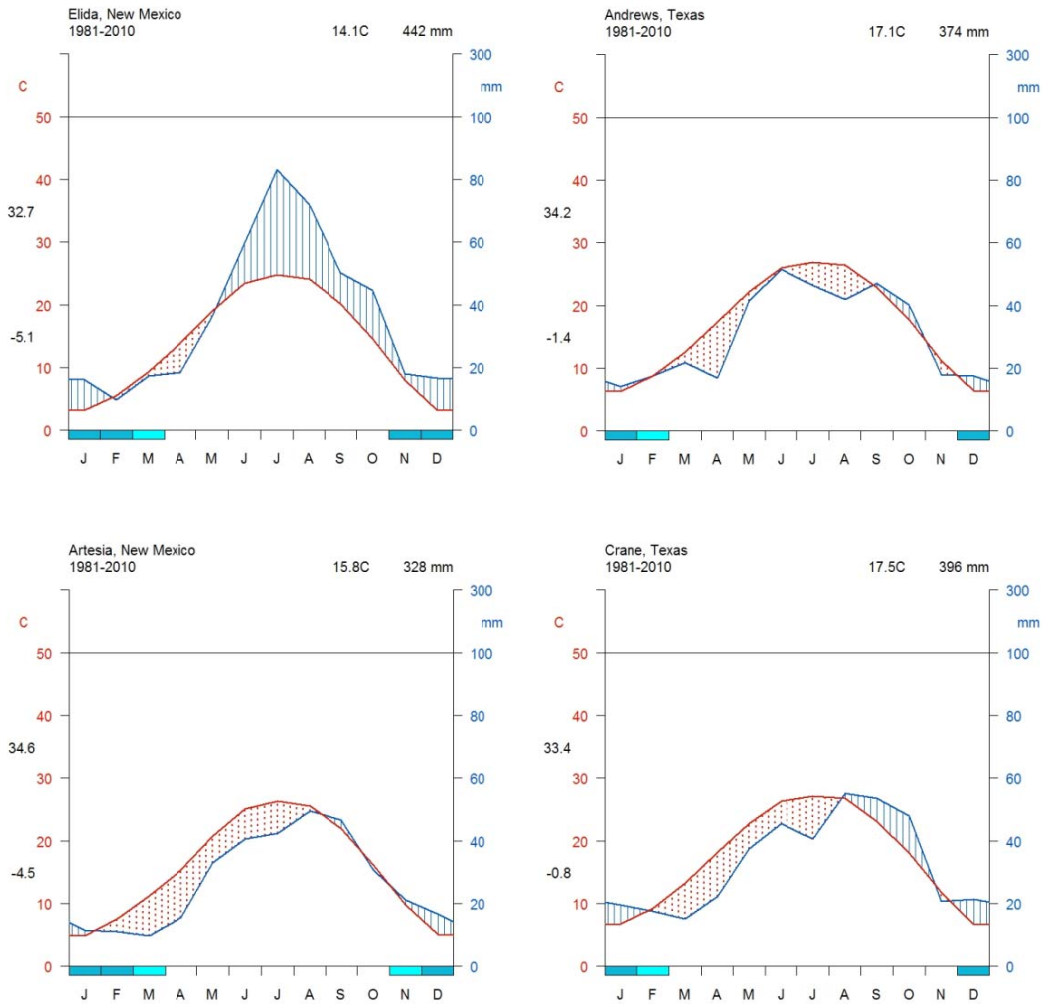 Elida, New Mexico
1981-2010 14.1C 442 mm
300
C mm
50 100
40 80
32.7
30 60
20 40
-5.1
10 20
0 0
J F M A M J J A S O N D
Andrews, Texas
1981-2010 17.1C 374 mm
300
C mm
50 100
40 80
34.2
30 60
20 40
-1.4
10 20
0 0
J F M A M J J A S O N D
Artesia, New Mexico
1981-2010 15.8C 328 mm
300
C mm
50 100
40 80
34.6
30 60
20 40
-4.5
10 20
0 0
J F M A M J J A S O N D
Crane, Texas
1981-2010 17.5C 396 mm
300
C mm
50 100
40 80
33.4
30 60
20 40
-0.8
10 20
0 0
J F M A M J J A S O N D